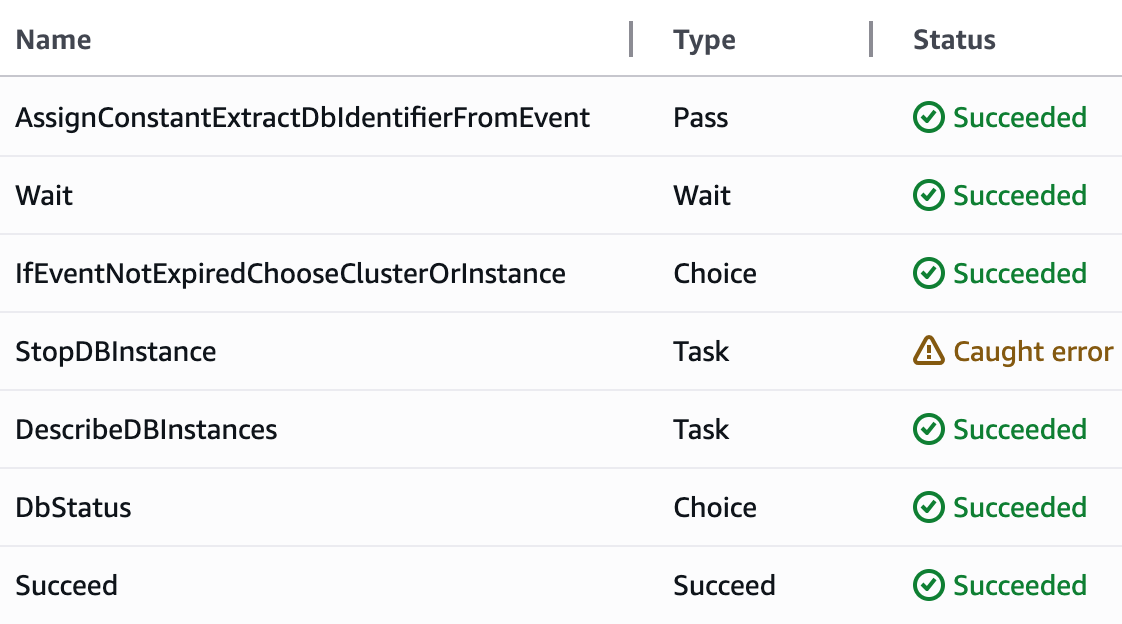 Name Type Status
AssignConstantExtractDbIdentifierFromEvent Pass Succeeded
Wait Wait Succeeded
IfEventNotExpiredChooseClusterOrInstance Choice Succeeded
StopDBInstance Task Caught error
DescribeDBInstances Task Succeeded
DbStatus Choice Succeeded
Succeed Succeed Succeeded